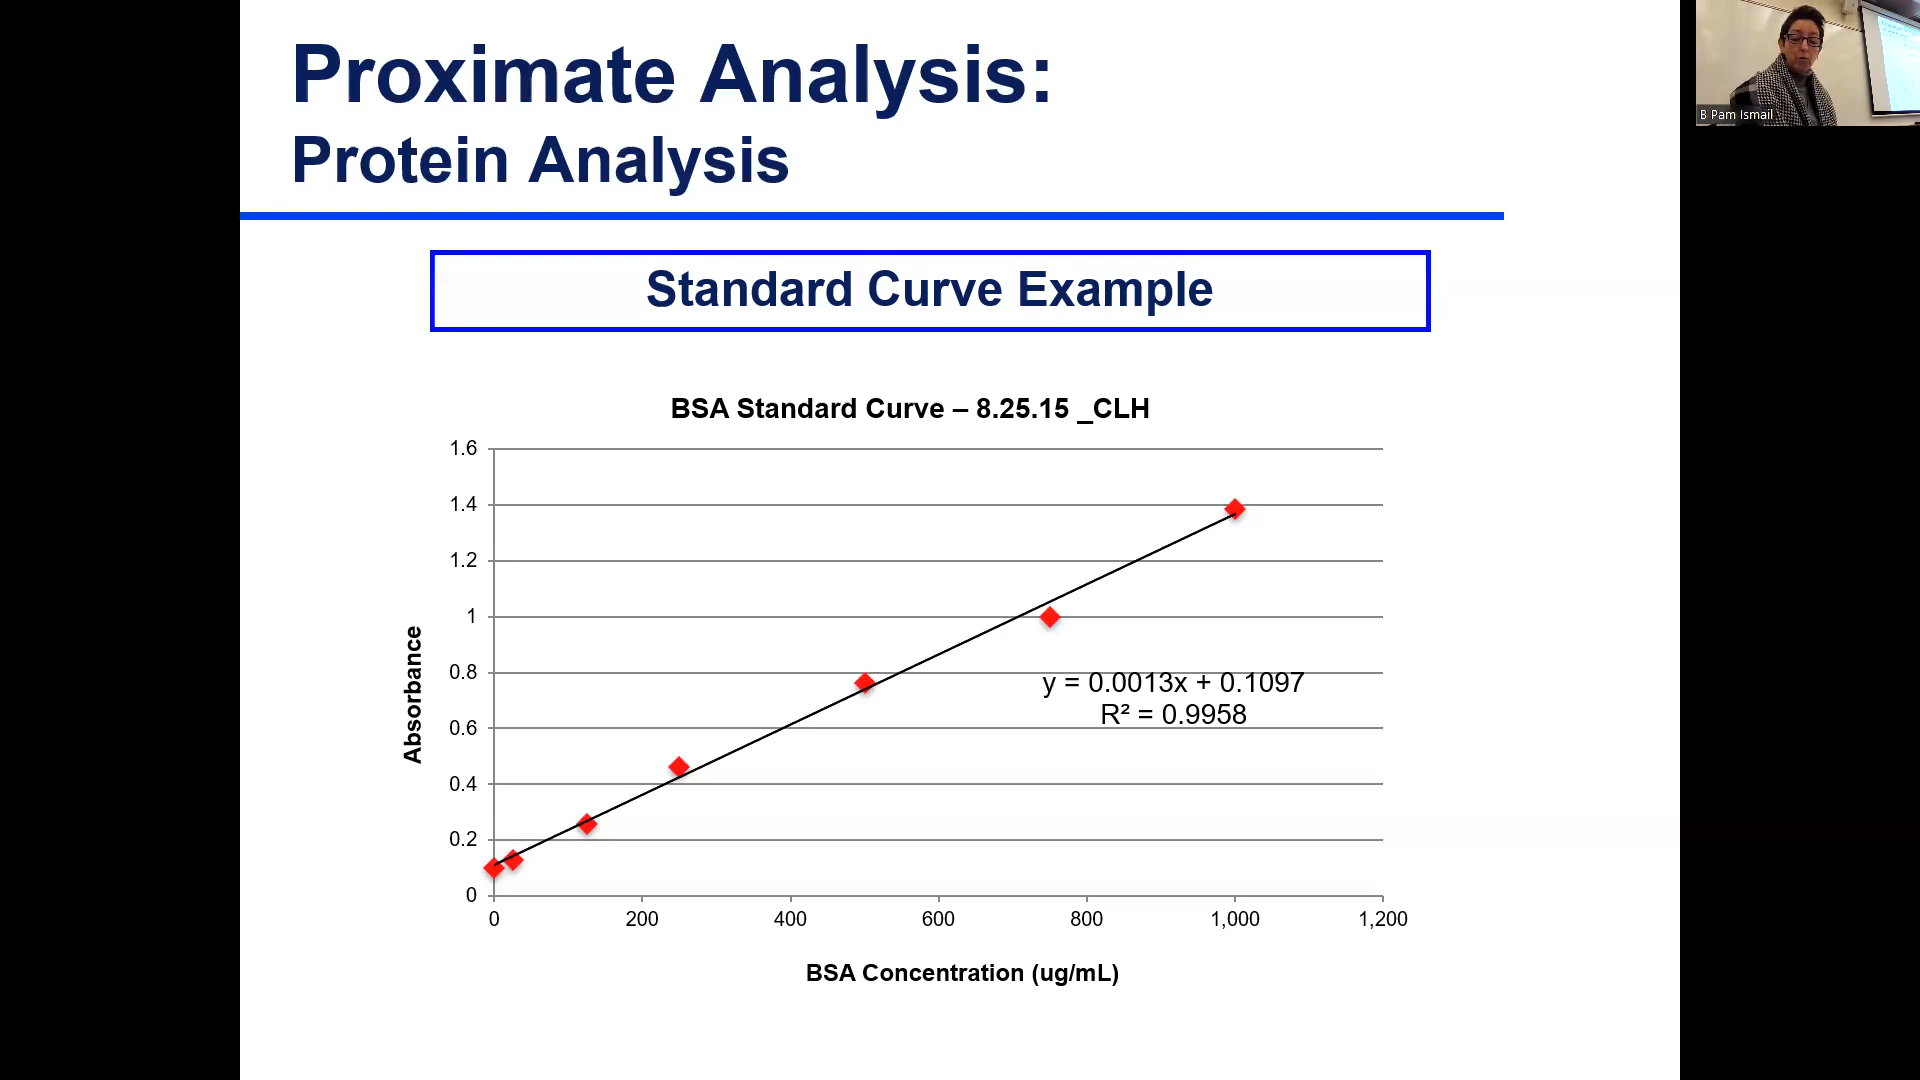 Proximate Analysis:
Protein Analysis
Standard Curve Example
BSA Standard Curve – 8.25.15 _CLH
1.6
1.4
1.2
1
0.8
0.6
0.4
0.2
0
Absorbance
y = 0.0013x + 0.1097
R² = 0.9958
0 200 400 600 800 1,000 1,200
BSA Concentration (ug/mL)
B Pam Ismail